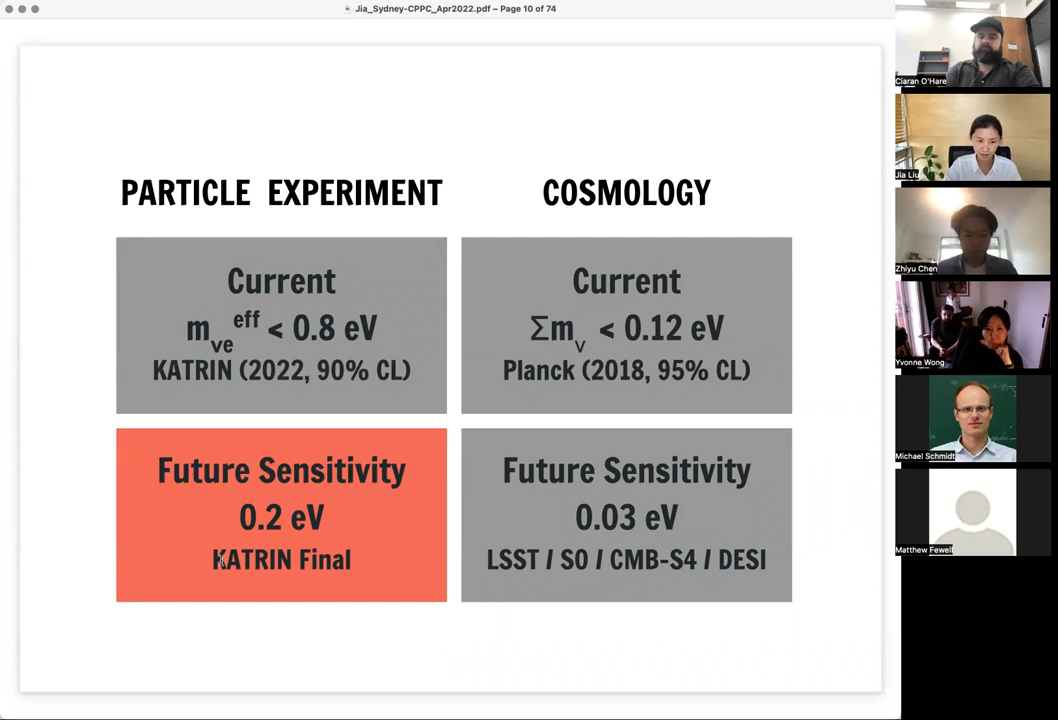 Jia_Sydney-CPPC_Apr2022.pdf – Page 10 of 74
PARTICLE EXPERIMENT
COSMOLOGY
Current
mνe eff < 0.8 eV
KATRIN (2022, 90% CL)
Current
Σmν < 0.12 eV
Planck (2018, 95% CL)
Future Sensitivity
0.2 eV
KATRIN Final
Future Sensitivity
0.03 eV
LSST / SO / CMB-S4 / DESI
Ciaran O'Hare
Jia Liu
Zhiyu Chen
Yvonne Wong
Michael Schmidt
Matthew Fewell